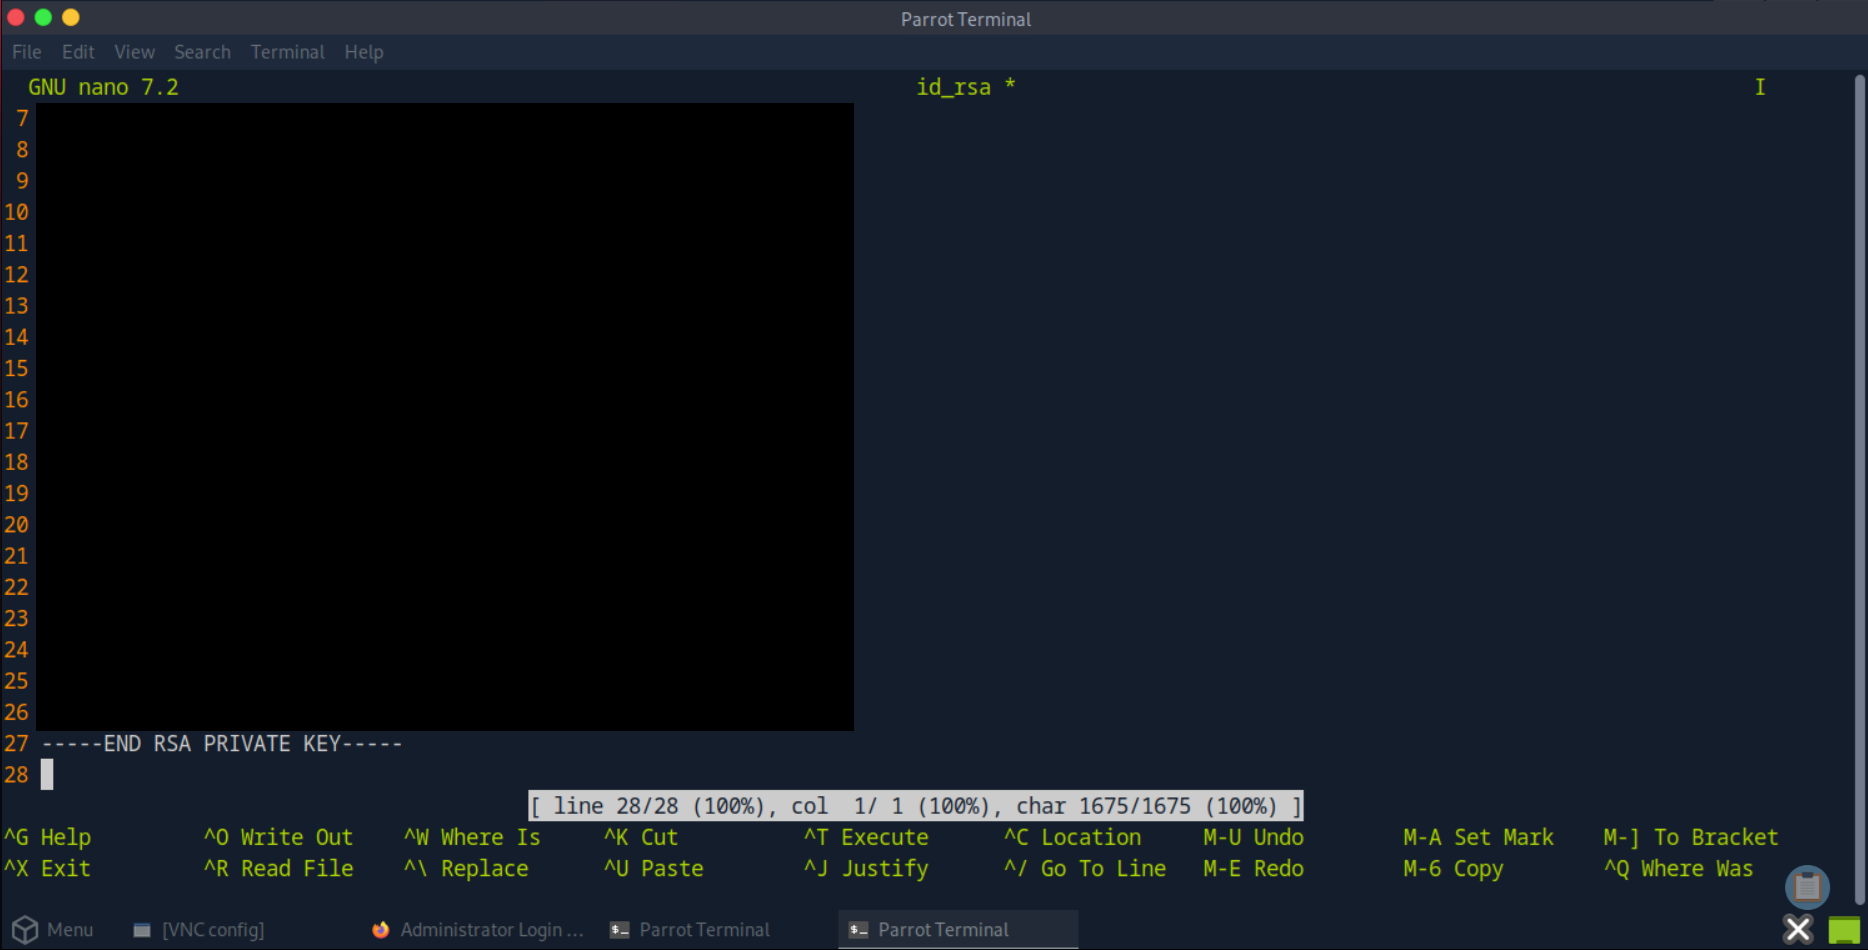 Parrot Terminal
File Edit View Search Terminal Help
GNU nano 7.2 id_rsa * I
7
8
9
10
11
12
13
14
15
16
17
18
19
20
21
22
23
24
25
26
27 -----END RSA PRIVATE KEY-----
28
[ line 28/28 (100%), col  1/ 1 (100%), char 1675/1675 (100%) ]
^G Help ^O Write Out ^W Where Is ^K Cut ^T Execute ^C Location M-U Undo M-A Set Mark M-] To Bracket
^X Exit ^R Read File ^\ Replace ^U Paste ^J Justify ^/ Go To Line M-E Redo M-6 Copy ^Q Where Was
Menu [VNC config] Administrator Login ... $_ Parrot Terminal $_ Parrot Terminal